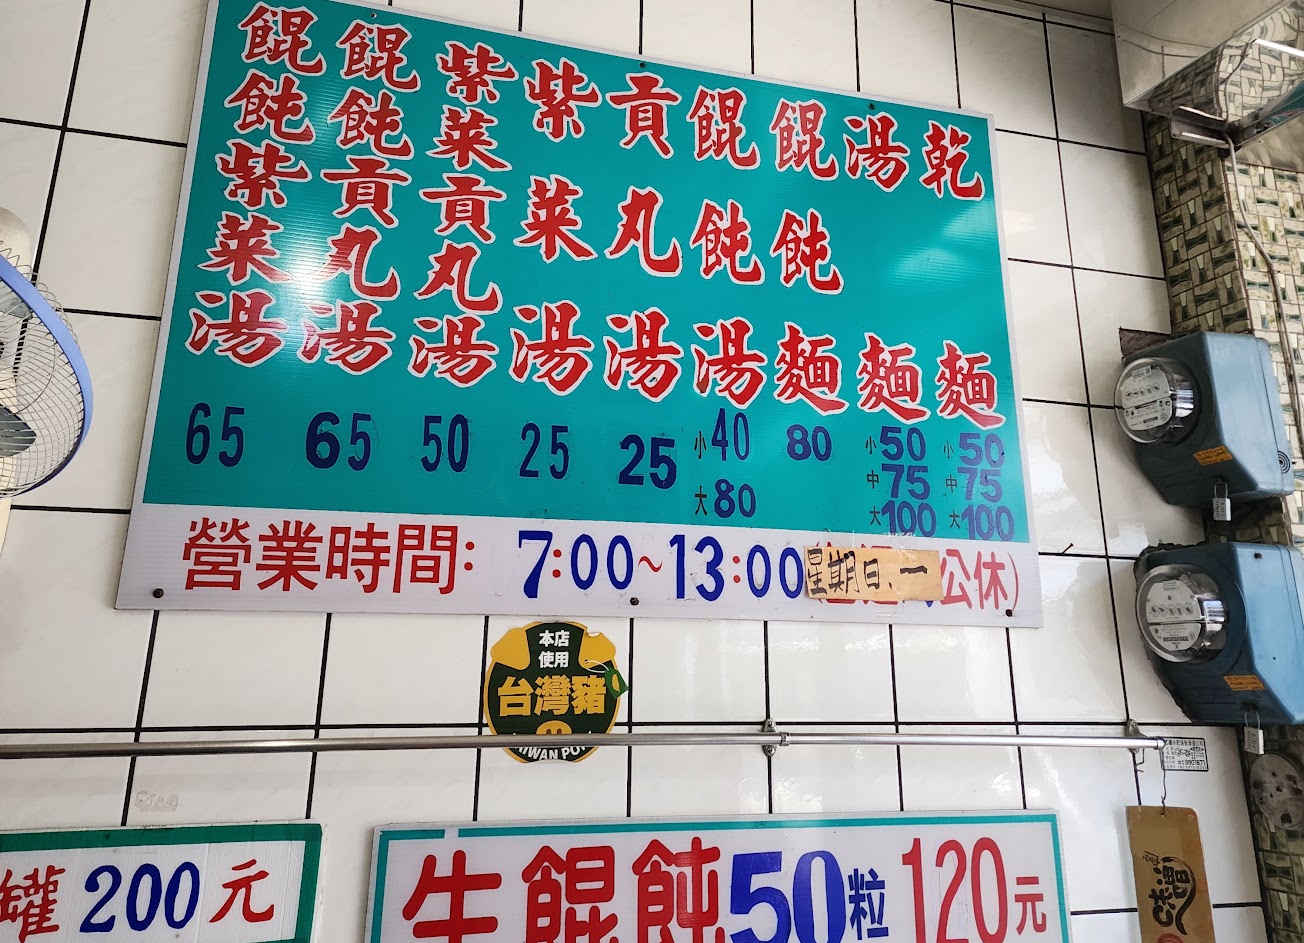 乾麵 小50 中75 大100
湯麵 小50 中75 大100
餛飩麵 80
餛飩湯 小40 大80
貢丸湯 25
紫菜湯 25
紫菜貢丸湯 50
餛飩貢丸湯 65
餛飩紫菜湯 65
營業時間: 7:00~13:00
星期日、一
公休)
本店
使用
台灣豬
罐 200元
生餛飩50粒120元